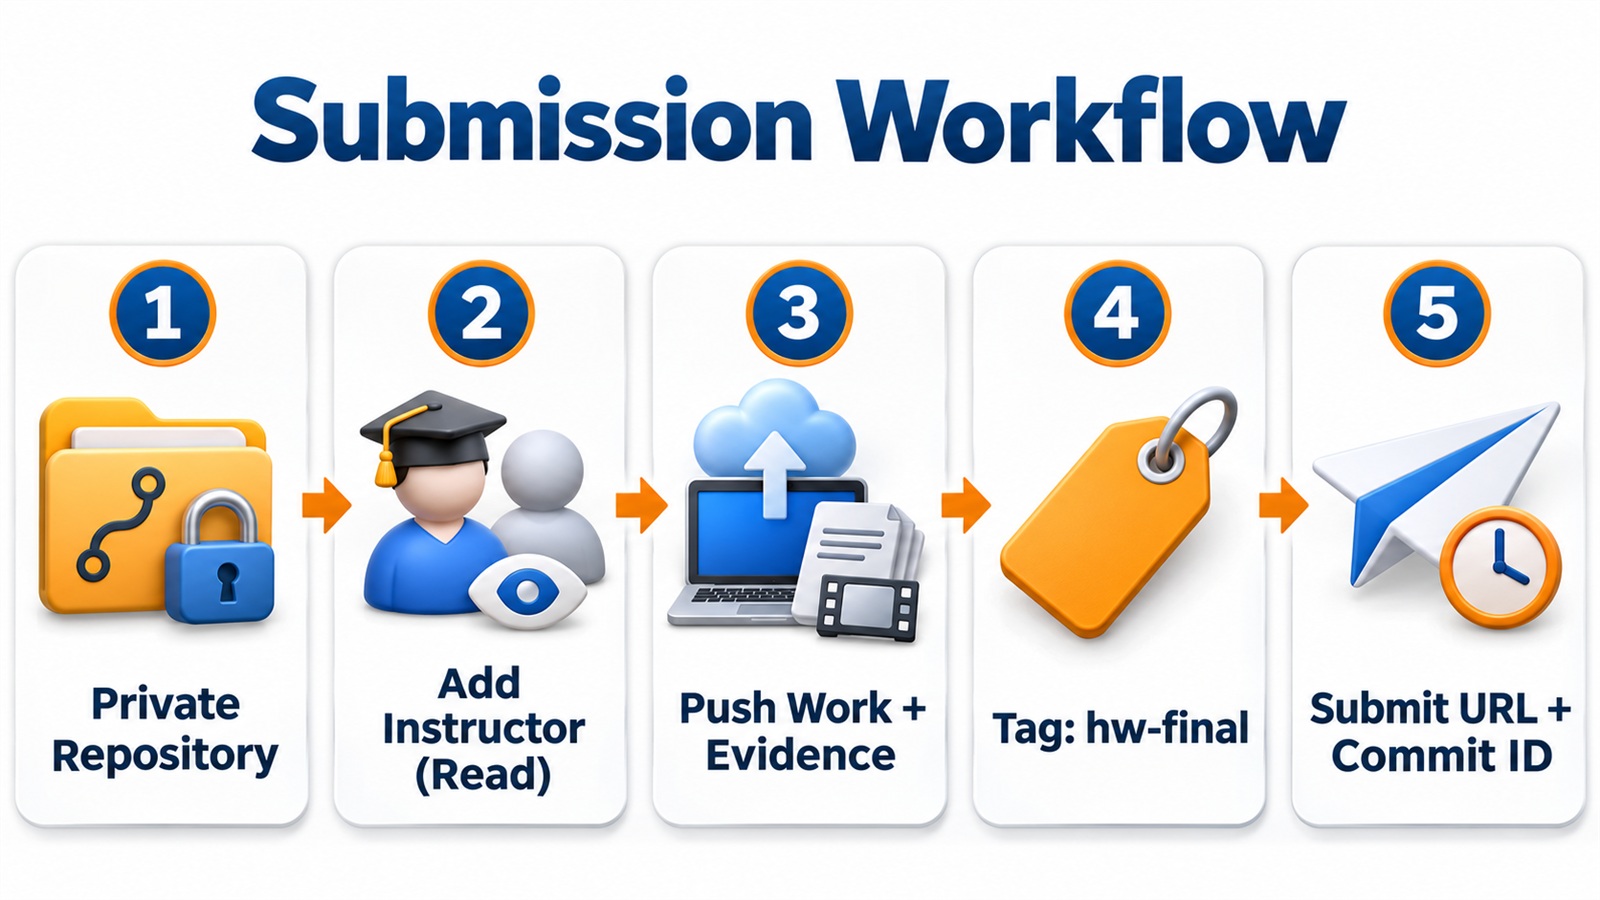 Submission Workflow
1
Private
Repository
2
Add
Instructor
(Read)
3
Push Work +
Evidence
4
Tag: hw-final
5
Submit URL +
Commit ID